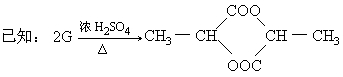 COO
已知： 2G 浓H₂SO₄ △ CH₃ — CH CH — CH₃
OOC